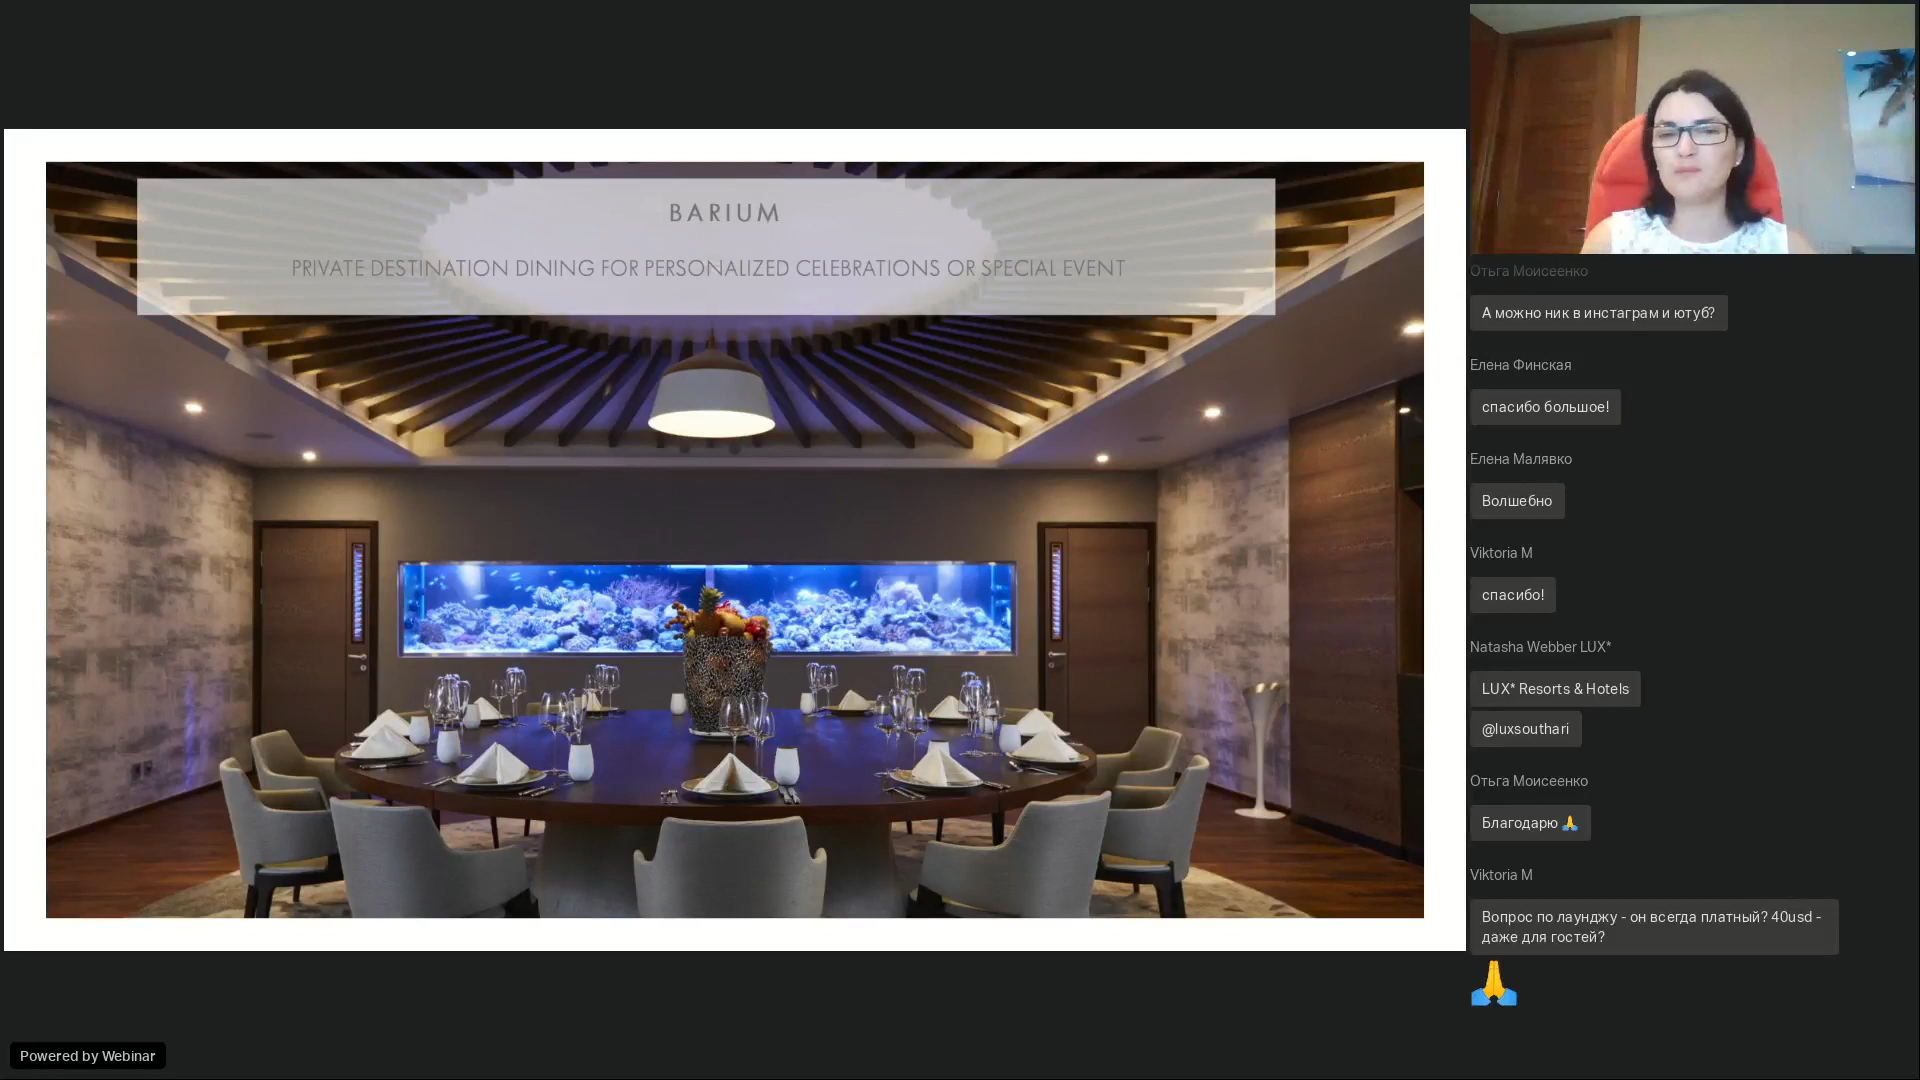 BARIUM
PRIVATE DESTINATION DINING FOR PERSONALIZED CELEBRATIONS OR SPECIAL EVENT
Powered by Webinar
Отьга Моисеенко
А можно ник в инстаграм и ютуб?
Елена Финская
спасибо большое!
Елена Малявко
Волшебно
Viktoria M
спасибо!
Natasha Webber LUX*
LUX* Resorts & Hotels
@luxsouthari
Отьга Моисеенко
Благодарю 🙏
Viktoria M
Вопрос по лаунджу - он всегда платный? 40usd -
даже для гостей?
🙏